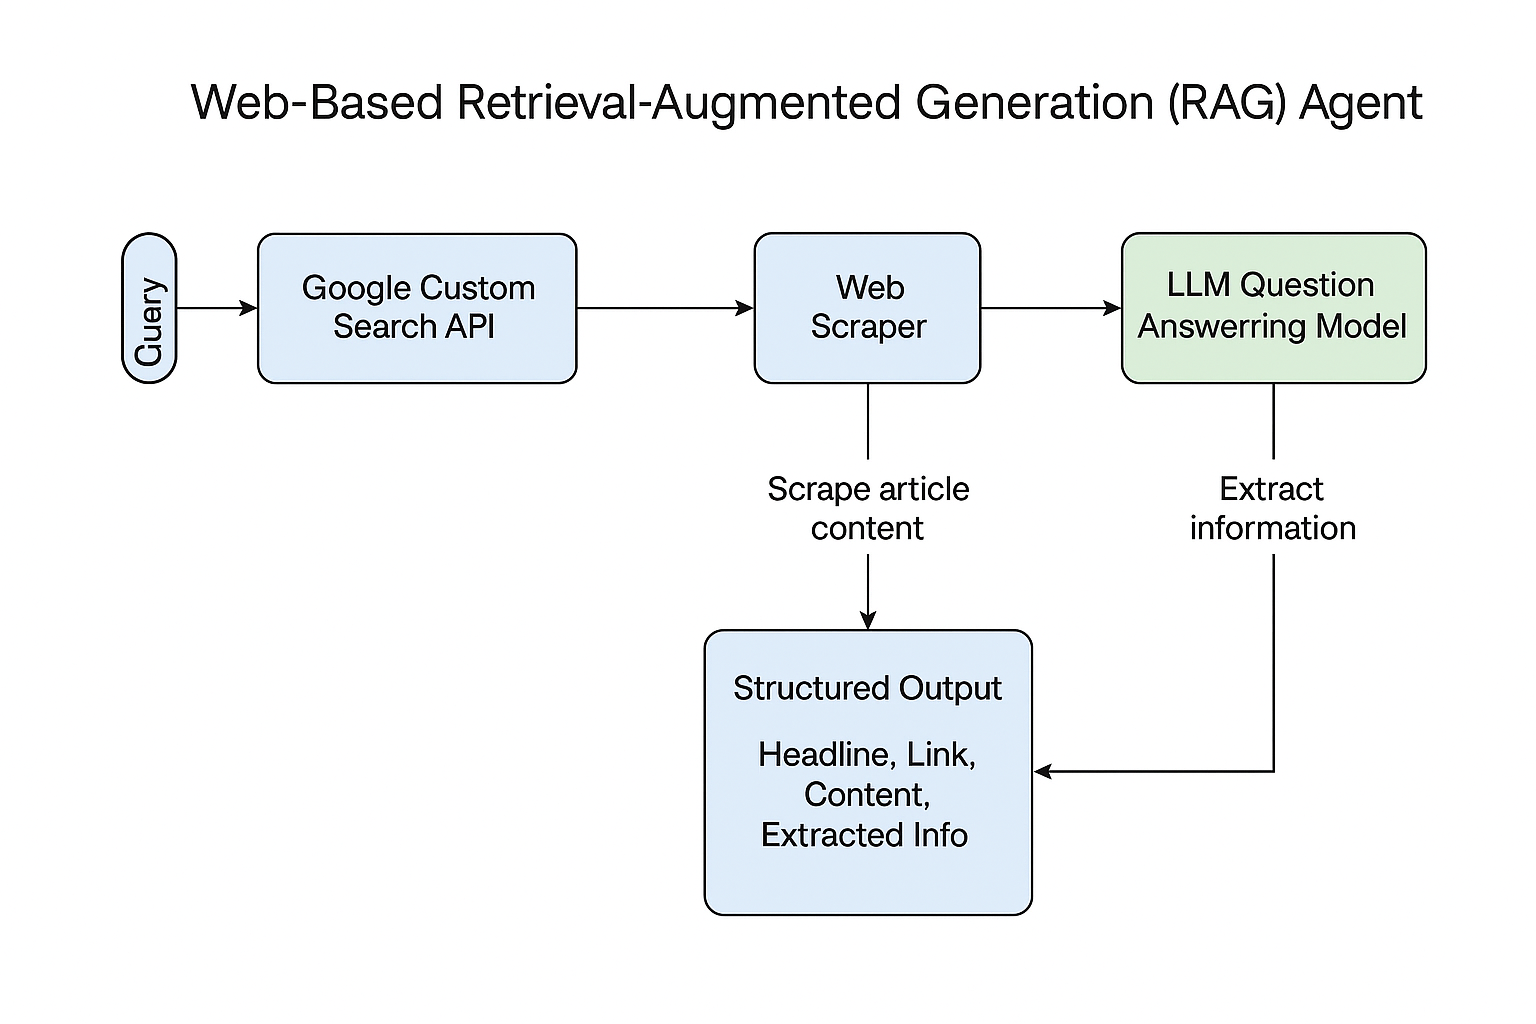 Web-Based Retrieval-Augmented Generation (RAG) Agent
Query
Google Custom
Search API
Web
Scraper
LLM Question
Answerring Model
Scrape article
content
Extract
information
Structured Output
Headline, Link,
Content,
Extracted Info